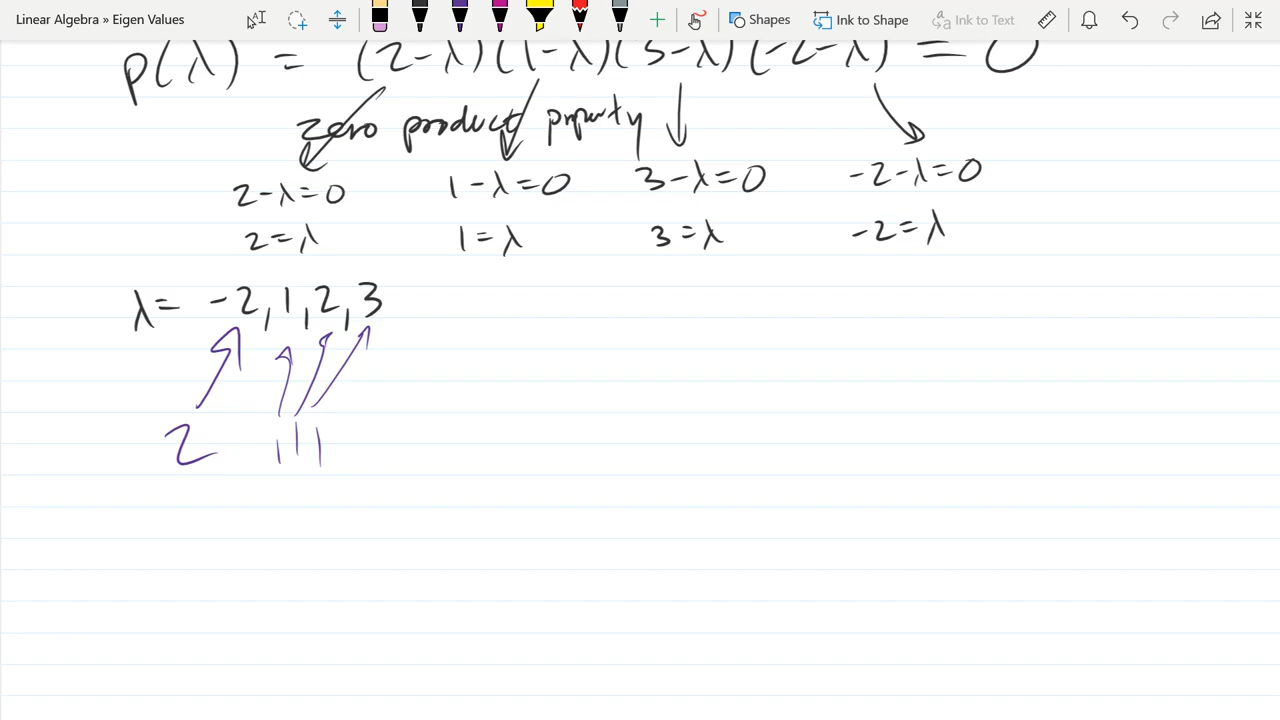 Linear Algebra » Eigen Values Shapes Ink to Shape Ink to Text
p(λ) = (2-λ)(1-λ)(3-λ)(-2-λ) = 0
zero product property
2-λ=0 1-λ=0 3-λ=0 -2-λ=0
2=λ 1=λ 3=λ -2=λ
λ= -2, 1, 2, 3
2 | | |